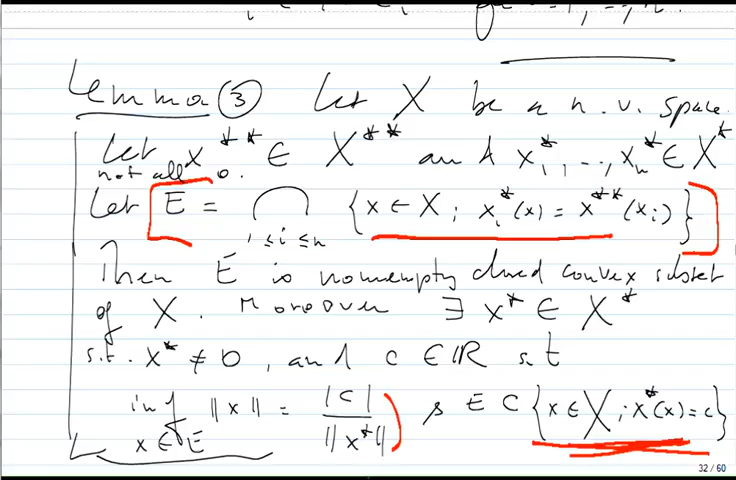 Lemma ③ Let X be a n. v. space.
Let x** ∈ X** and x₁*, ..., xₙ* ∈ X*
not all 0.
Let E = ∩ {x ∈ X ; xᵢ*(x) = x**(xᵢ)}
1 ≤ i ≤ n
Then E is nonempty closed convex subset
of X. Moreover ∃ x* ∈ X*
s.t. x* ≠ 0, and c ∈ ℝ s.t
inf ||x|| = |c| / ||x*|| & E ⊂ {x ∈ X ; x*(x) = c}
x ∈ E
32 / 60